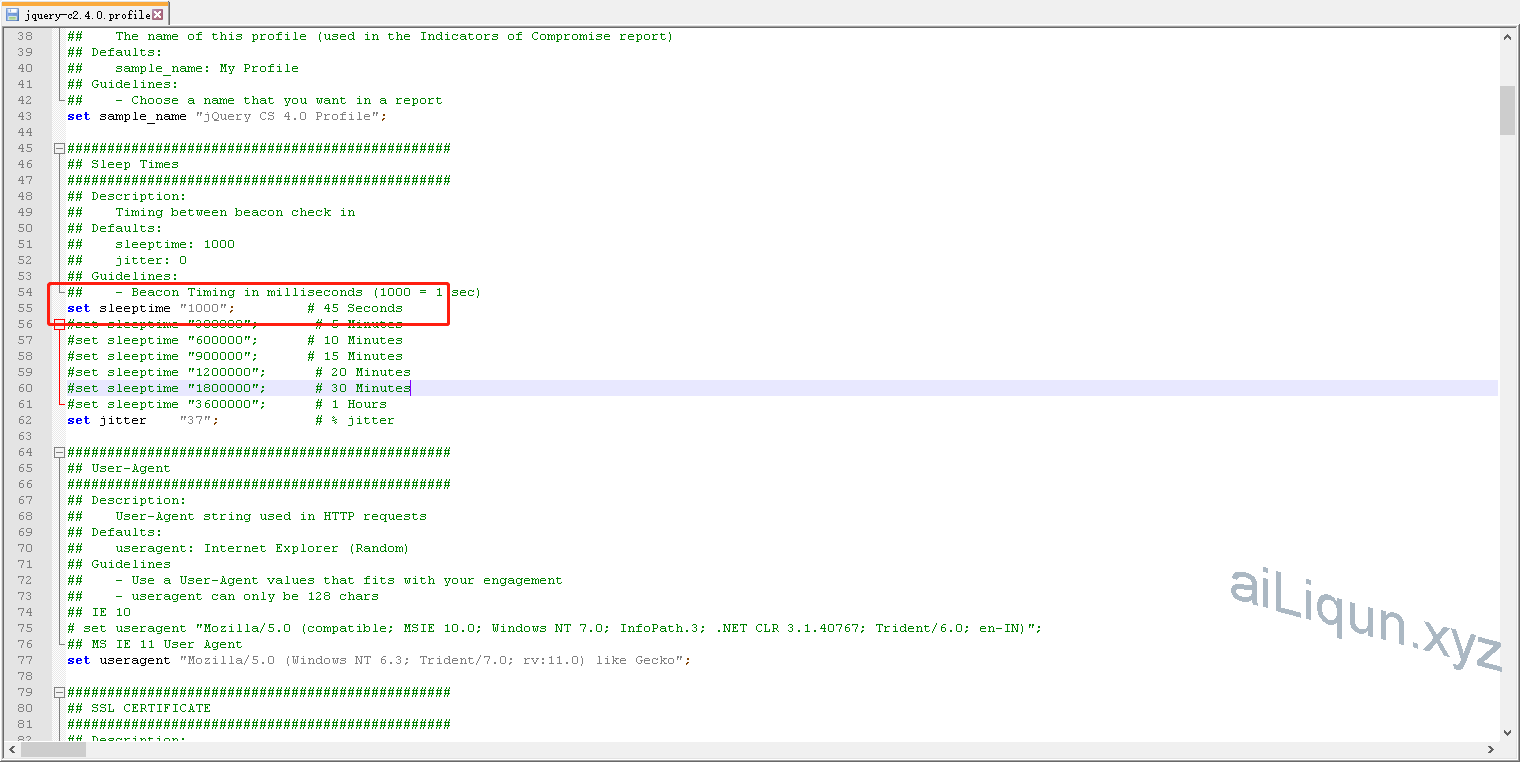 jquery-c2.4.0.profile
38 ## The name of this profile (used in the Indicators of Compromise report)
39 ## Defaults:
40 ## sample_name: My Profile
41 ## Guidelines:
42 ## - Choose a name that you want in a report
43 set sample_name "jQuery CS 4.0 Profile";
44
45 ################################################
46 ## Sleep Times
47 ################################################
48 ## Description:
49 ## Timing between beacon check in
50 ## Defaults:
51 ## sleeptime: 1000
52 ## jitter: 0
53 ## Guidelines:
54 ## - Beacon Timing in milliseconds (1000 = 1 sec)
55 set sleeptime "1000"; # 45 Seconds
56 #set sleeptime "300000"; # 5 Minutes
57 #set sleeptime "600000"; # 10 Minutes
58 #set sleeptime "900000"; # 15 Minutes
59 #set sleeptime "1200000"; # 20 Minutes
60 #set sleeptime "1800000"; # 30 Minutes
61 #set sleeptime "3600000"; # 1 Hours
62 set jitter "37"; # % jitter
63
64 ################################################
65 ## User-Agent
66 ################################################
67 ## Description:
68 ## User-Agent string used in HTTP requests
69 ## Defaults:
70 ## useragent: Internet Explorer (Random)
71 ## Guidelines
72 ## - Use a User-Agent values that fits with your engagement
73 ## - useragent can only be 128 chars
74 ## IE 10
75 # set useragent "Mozilla/5.0 (compatible; MSIE 10.0; Windows NT 7.0; InfoPath.3; .NET CLR 3.1.40767; Trident/6.0; en-IN)";
76 ## MS IE 11 User Agent
77 set useragent "Mozilla/5.0 (Windows NT 6.3; Trident/7.0; rv:11.0) like Gecko";
78
79 ################################################
80 ## SSL CERTIFICATE
81 ################################################
82 ## Description:
aiLiqun.xyz